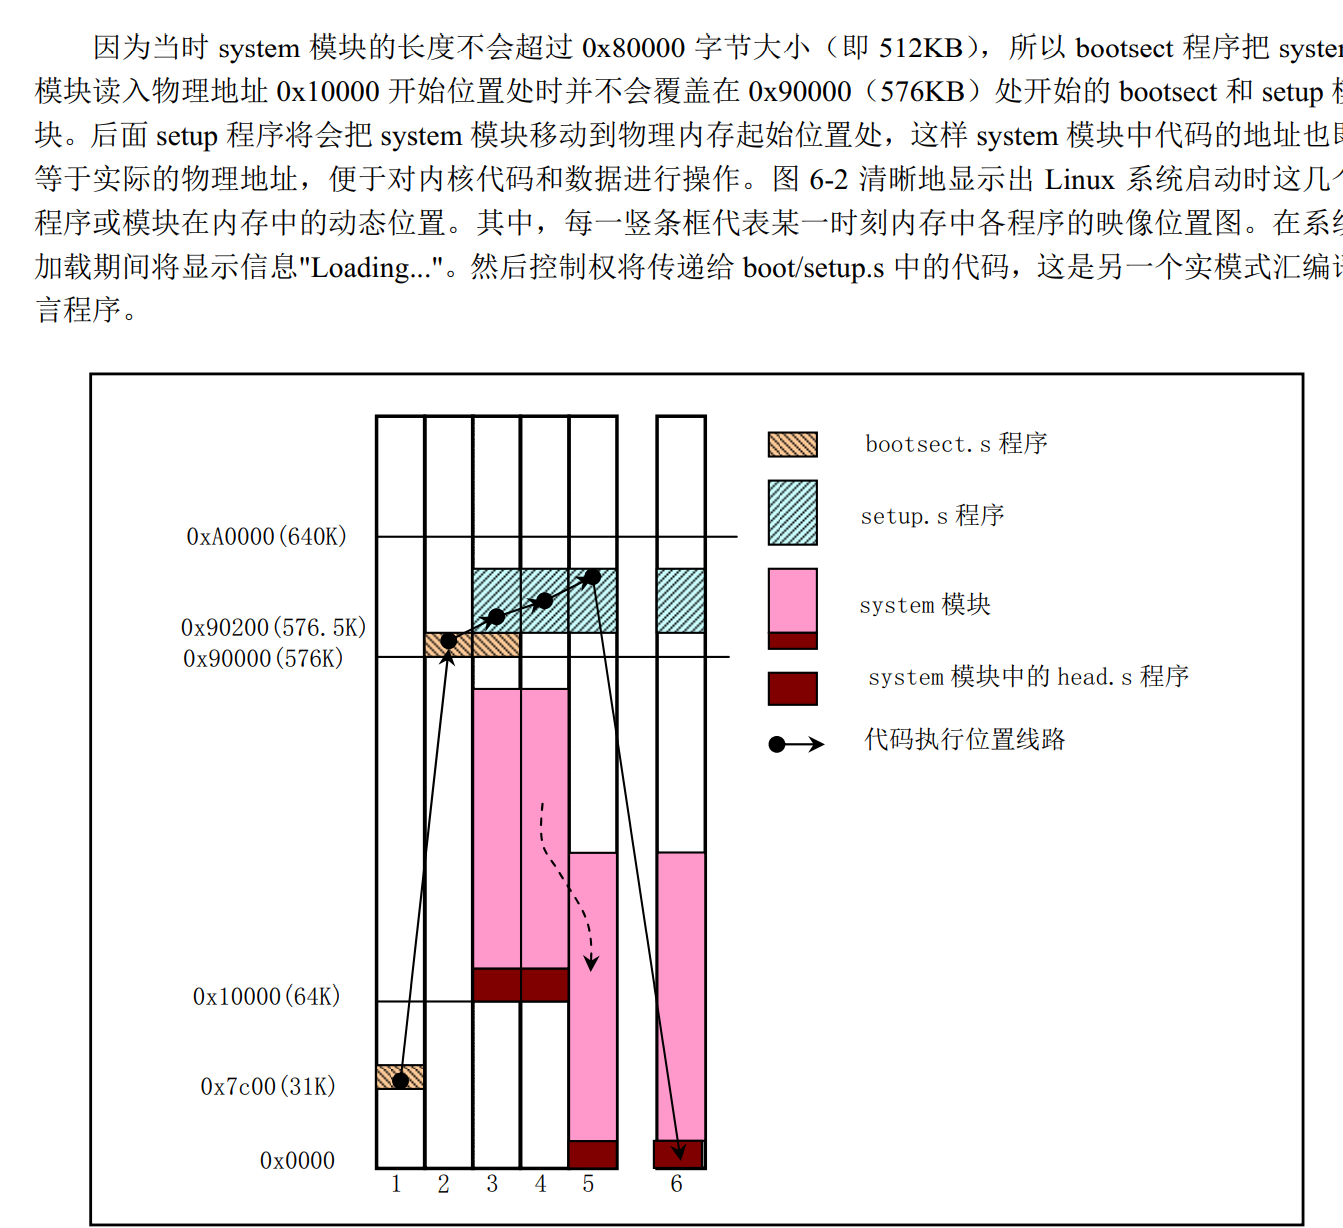 因为当时 system 模块的长度不会超过 0x80000 字节大小（即 512KB），所以 bootsect 程序把 system
模块读入物理地址 0x10000 开始位置处时并不会覆盖在 0x90000（576KB）处开始的 bootsect 和 setup 模
块。后面 setup 程序将会把 system 模块移动到物理内存起始位置处，这样 system 模块中代码的地址也即
等于实际的物理地址，便于对内核代码和数据进行操作。图 6-2 清晰地显示出 Linux 系统启动时这几个
程序或模块在内存中的动态位置。其中，每一竖条框代表某一时刻内存中各程序的映像位置图。在系统
加载期间将显示信息"Loading..."。然后控制权将传递给 boot/setup.s 中的代码，这是另一个实模式汇编语
言程序。
bootsect.s 程序
setup.s 程序
system 模块
system 模块中的 head.s 程序
代码执行位置线路
0xA0000(640K)
0x90200(576.5K)
0x90000(576K)
0x10000(64K)
0x7c00(31K)
0x0000
1 2 3 4 5 6